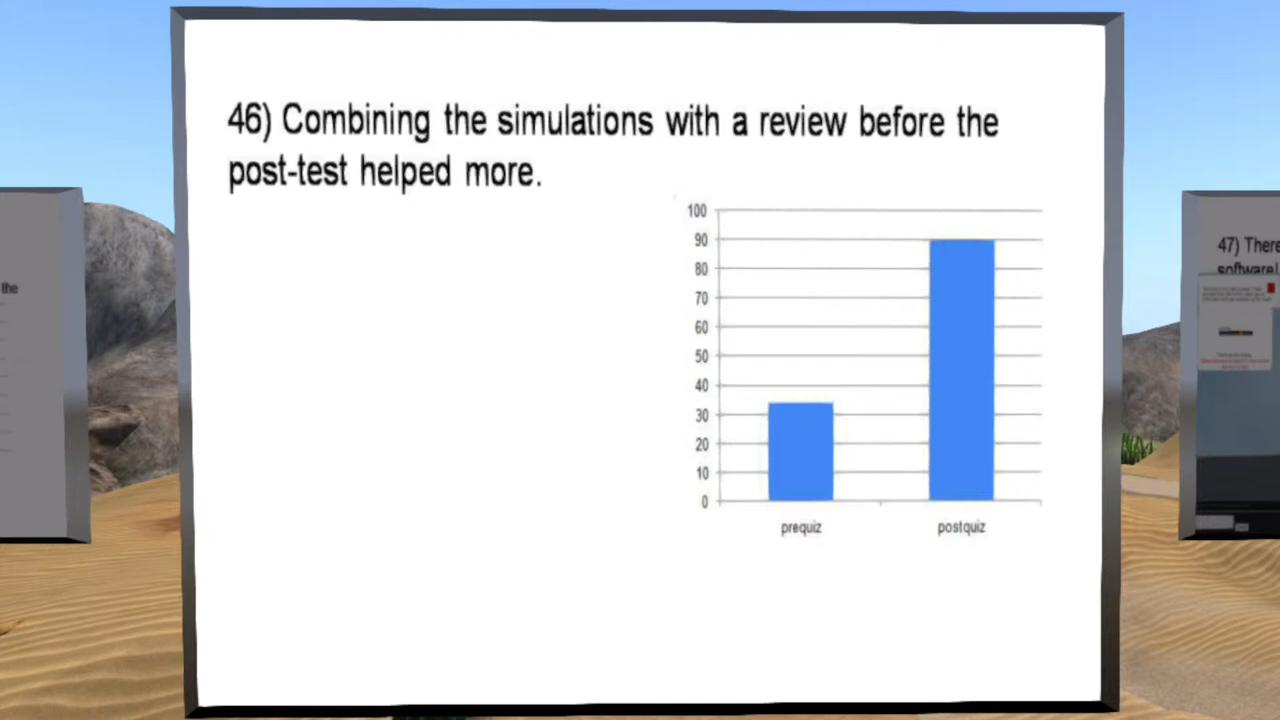 46) Combining the simulations with a review before the
post-test helped more.
100
90
80
70
60
50
40
30
20
10
0
prequiz
postquiz
the
47) There
software!